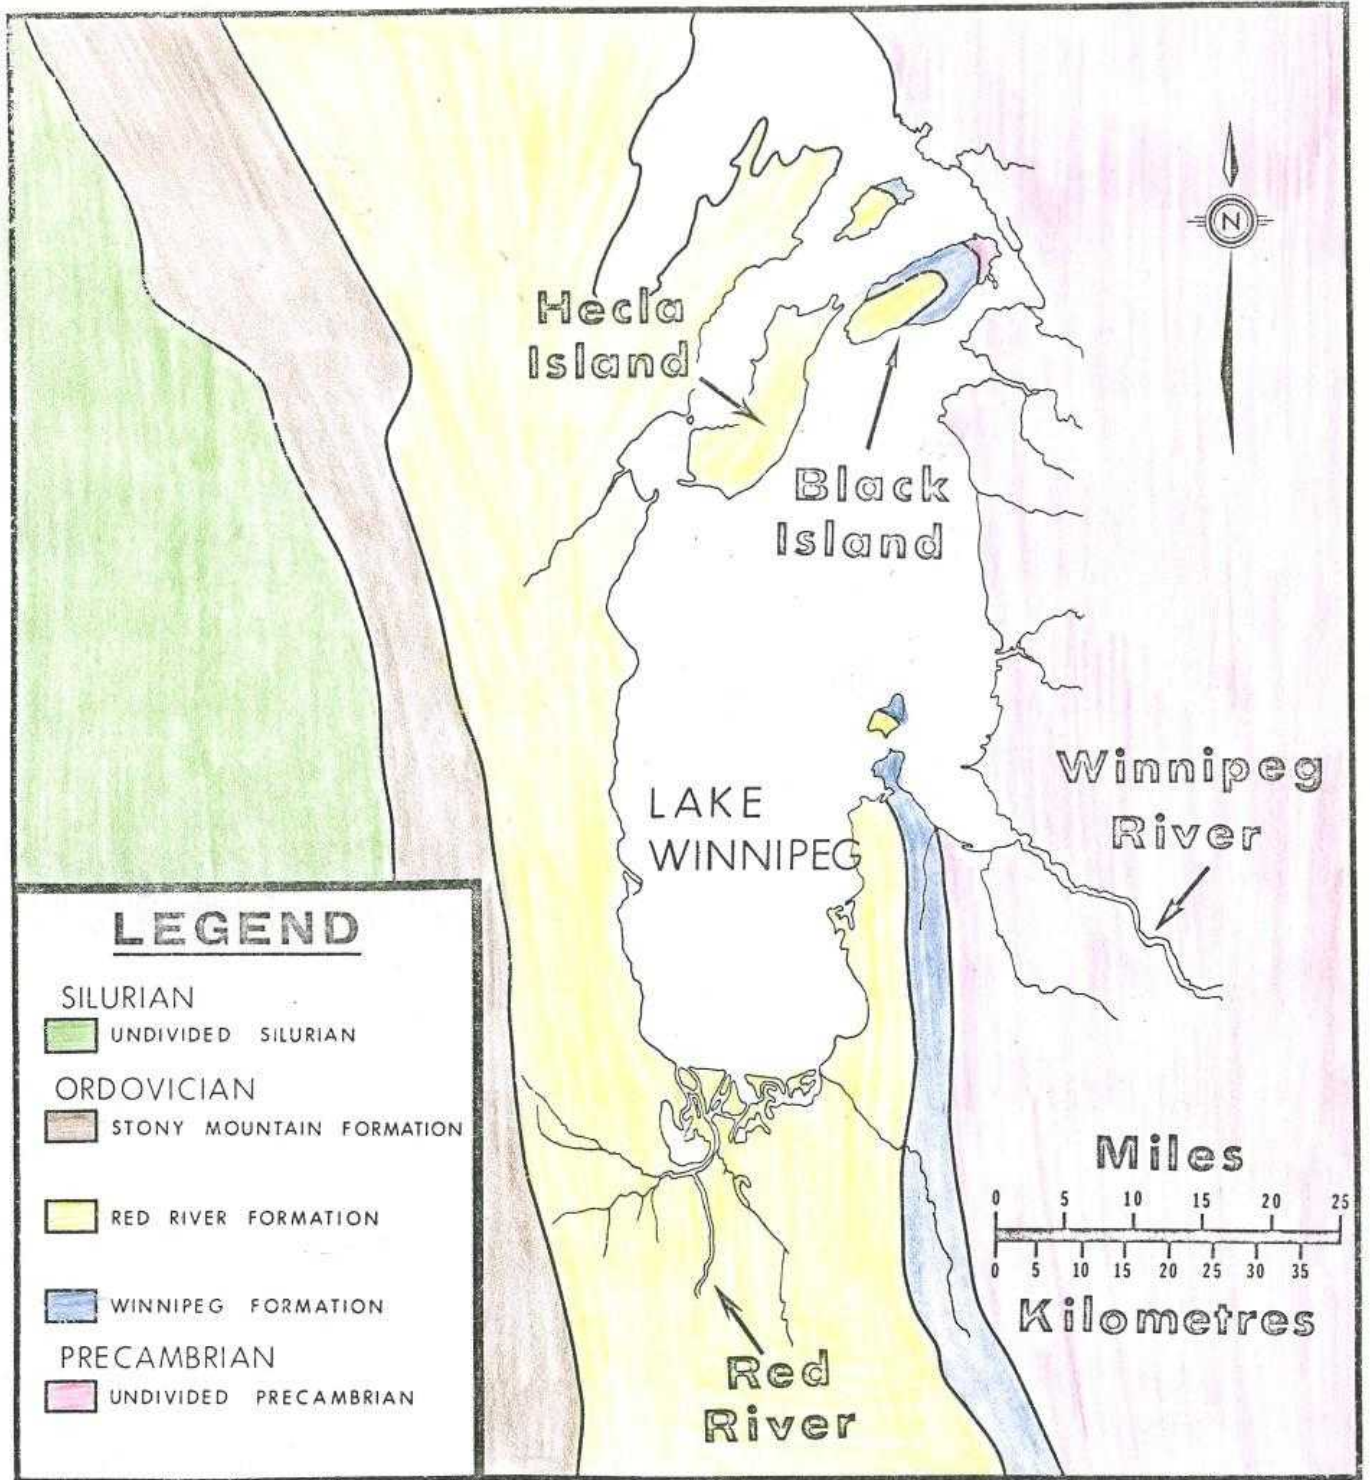 N
Hecla
Island
Black
Island
LAKE
WINNIPEG
Winnipeg
River
LEGEND
SILURIAN
UNDIVIDED SILURIAN
ORDOVICIAN
STONY MOUNTAIN FORMATION
RED RIVER FORMATION
WINNIPEG FORMATION
PRECAMBRIAN
UNDIVIDED PRECAMBRIAN
Miles
0 5 10 15 20 25
0 5 10 15 20 25 30 35
Kilometres
Red
River